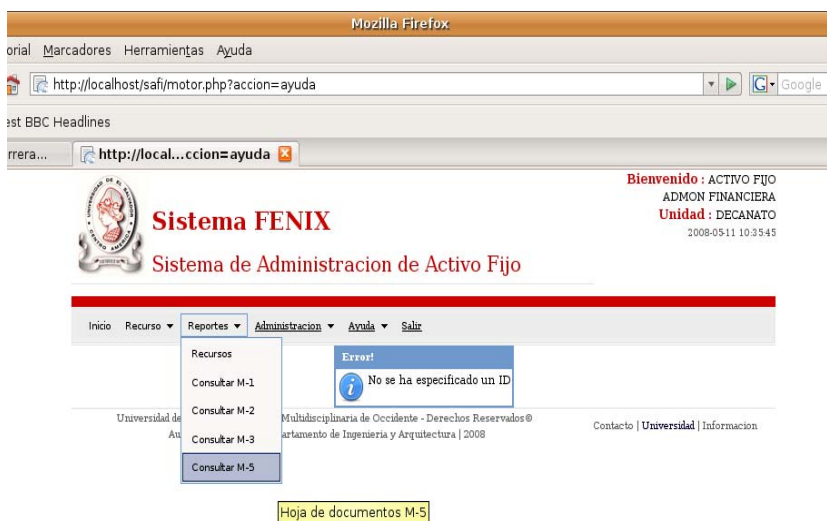 Mozilla Firefox
orial Marcadores Herramientas Ayuda
http://localhost/safi/motor.php?accion=ayuda
Google
est BBC Headlines
rrera...
http://local...ccion=ayuda
Bienvenido : ACTIVO FIJO
ADMON FINANCIERA
Unidad : DECANATO
2008-05-11 10:35:45
Sistema FENIX
Sistema de Administracion de Activo Fijo
Inicio Recurso Reportes Administracion Ayuda Salir
Recursos
Consultar M-1
Consultar M-2
Consultar M-3
Consultar M-5
Error!
No se ha especificado un ID
Universidad de Multidisciplinaria de Occidente - Derechos Reservados®
Au artamento de Ingenieria y Arquitectura | 2008
Contacto | Universidad | Informacion
Hoja de documentos M-5